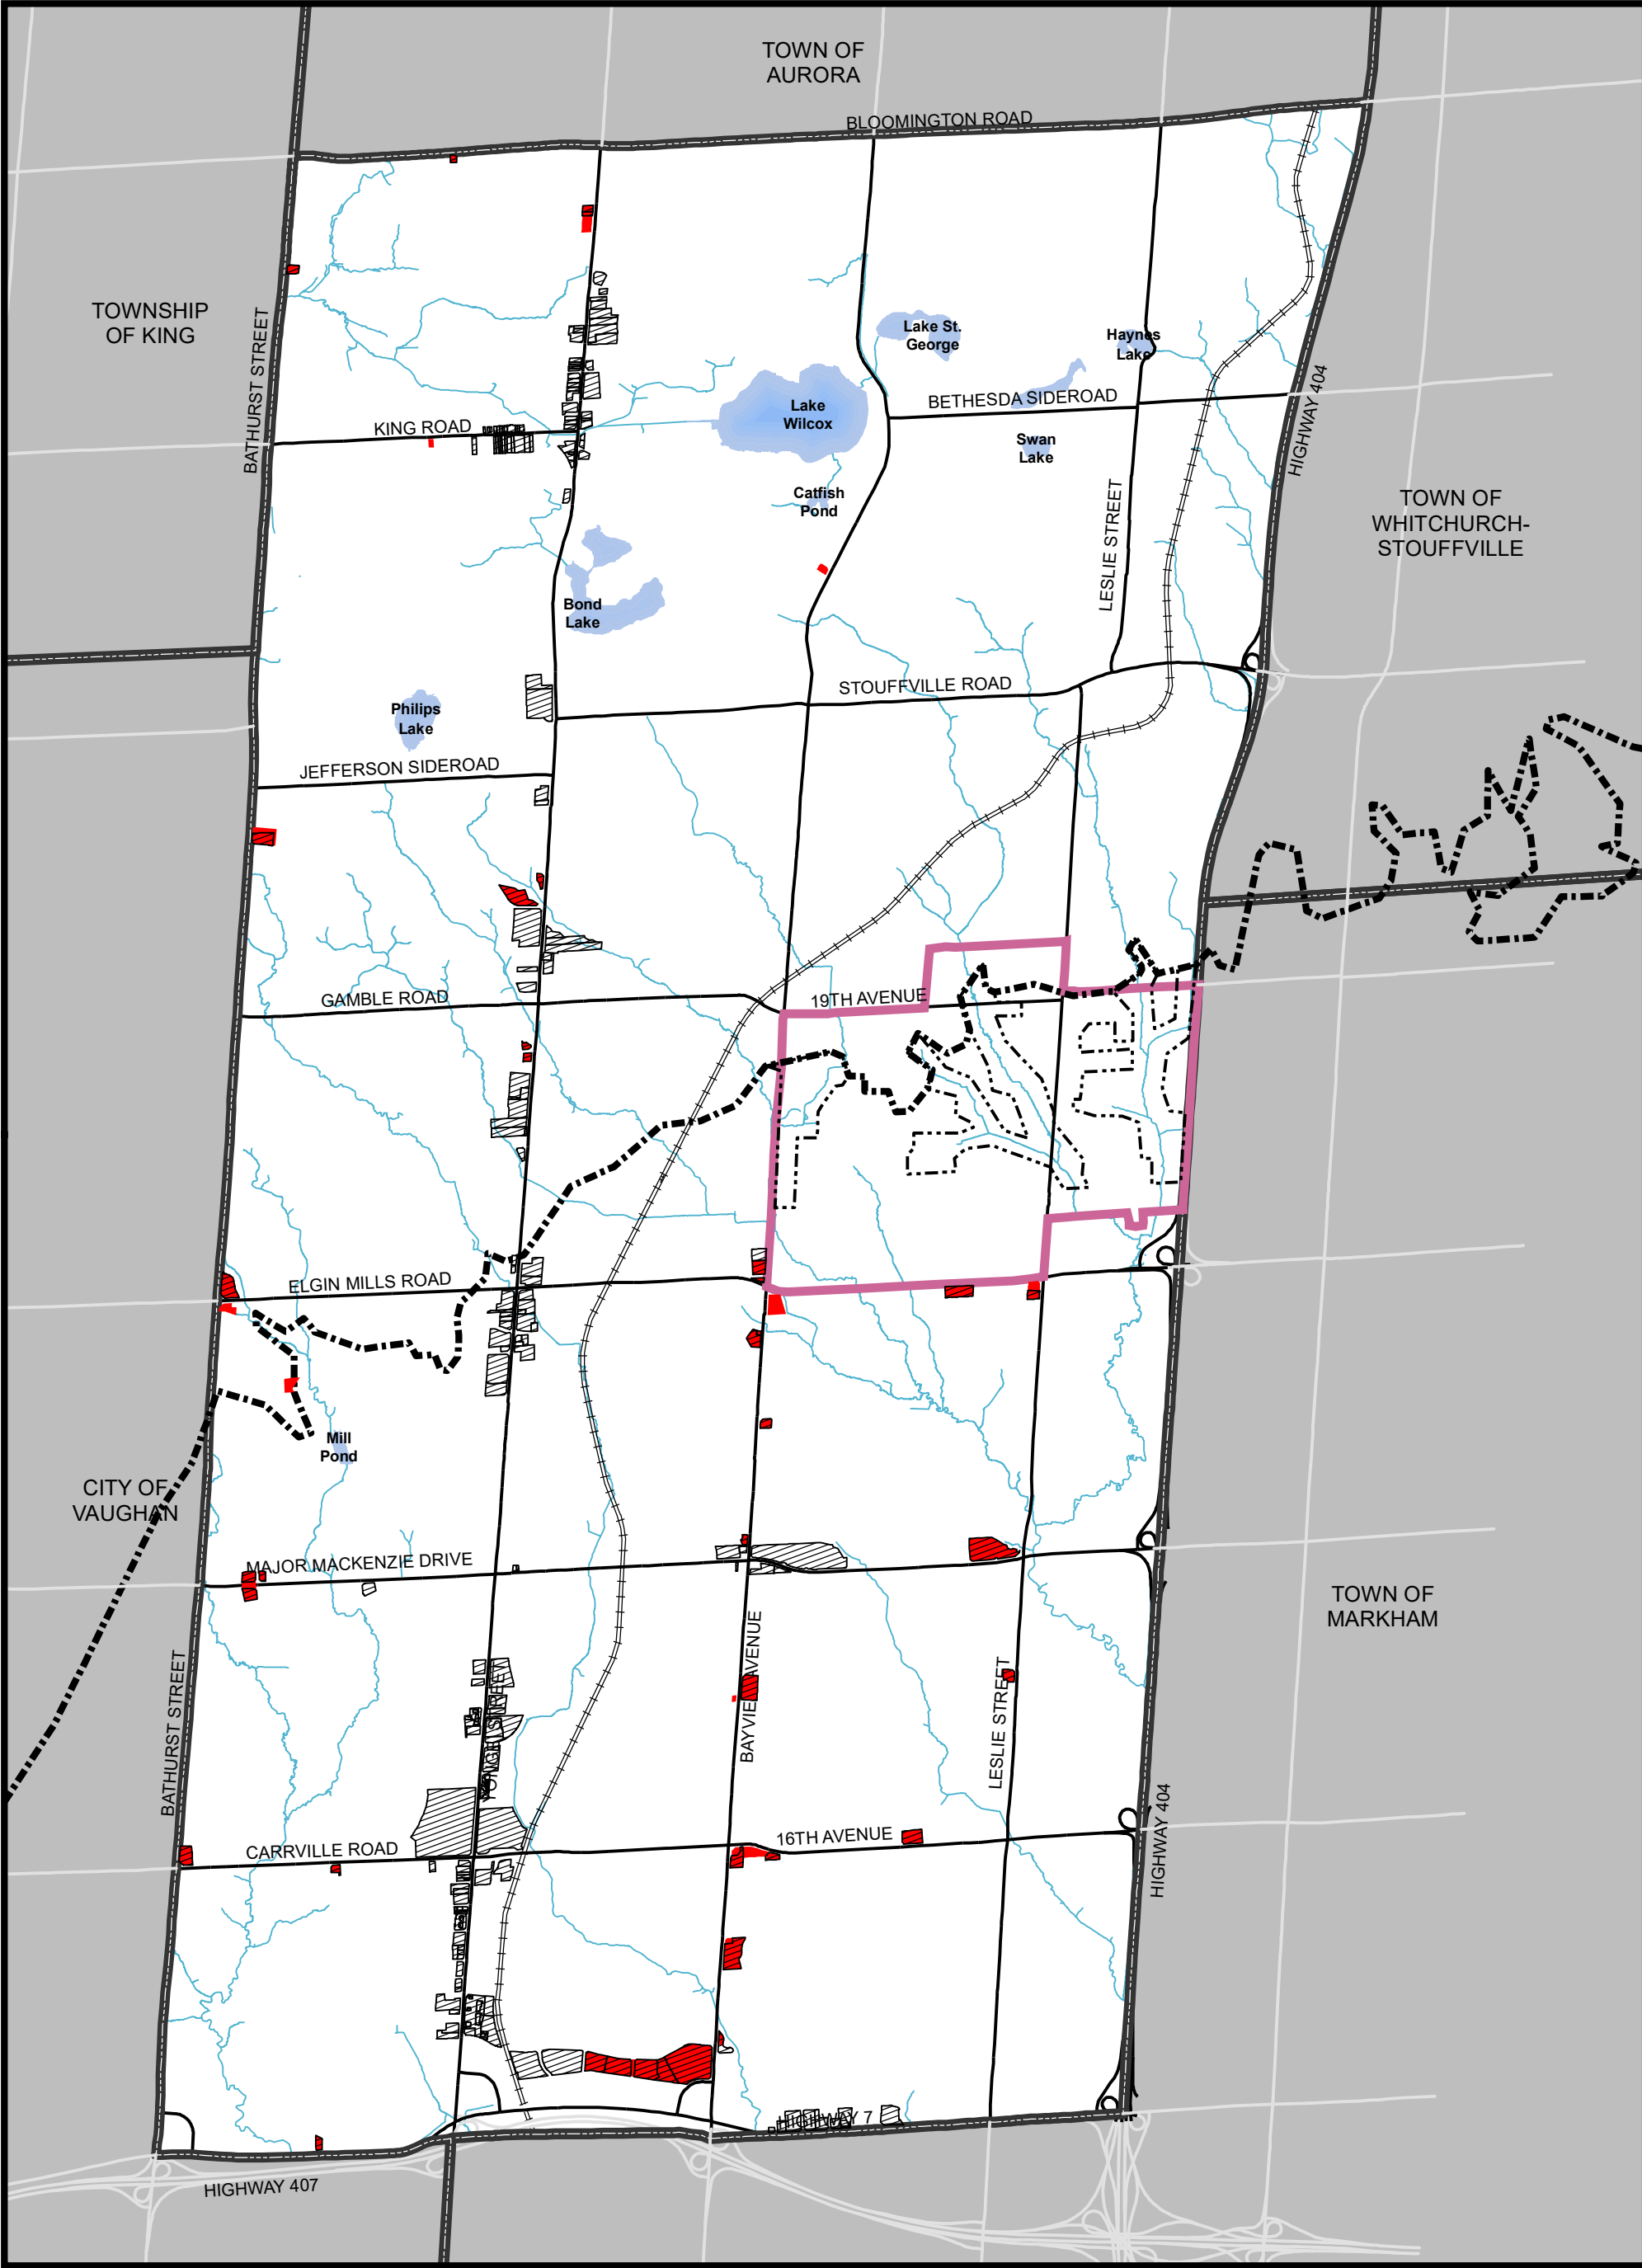 TOWN OF
AURORA
BLOOMINGTON ROAD
TOWNSHIP
OF KING
BATHURST STREET
Lake St.
George
Haynes
Lake
Lake
Wilcox
BETHESDA SIDEROAD
KING ROAD
HIGHWAY 404
Swan
Lake
Catfish
Pond
LESLIE STREET
TOWN OF
WHITCHURCH-
STOUFFVILLE
Bond
Lake
STOUFFVILLE ROAD
Philips
Lake
JEFFERSON SIDEROAD
GAMBLE ROAD
19TH AVENUE
ELGIN MILLS ROAD
Mill
Pond
CITY OF
VAUGHAN
MAJOR MACKENZIE DRIVE
TOWN OF
MARKHAM
BATHURST STREET
YONGE STREET
BAYVIEW AVENUE
LESLIE STREET
HIGHWAY 404
CARRVILLE ROAD
16TH AVENUE
HIGHWAY 7
HIGHWAY 407